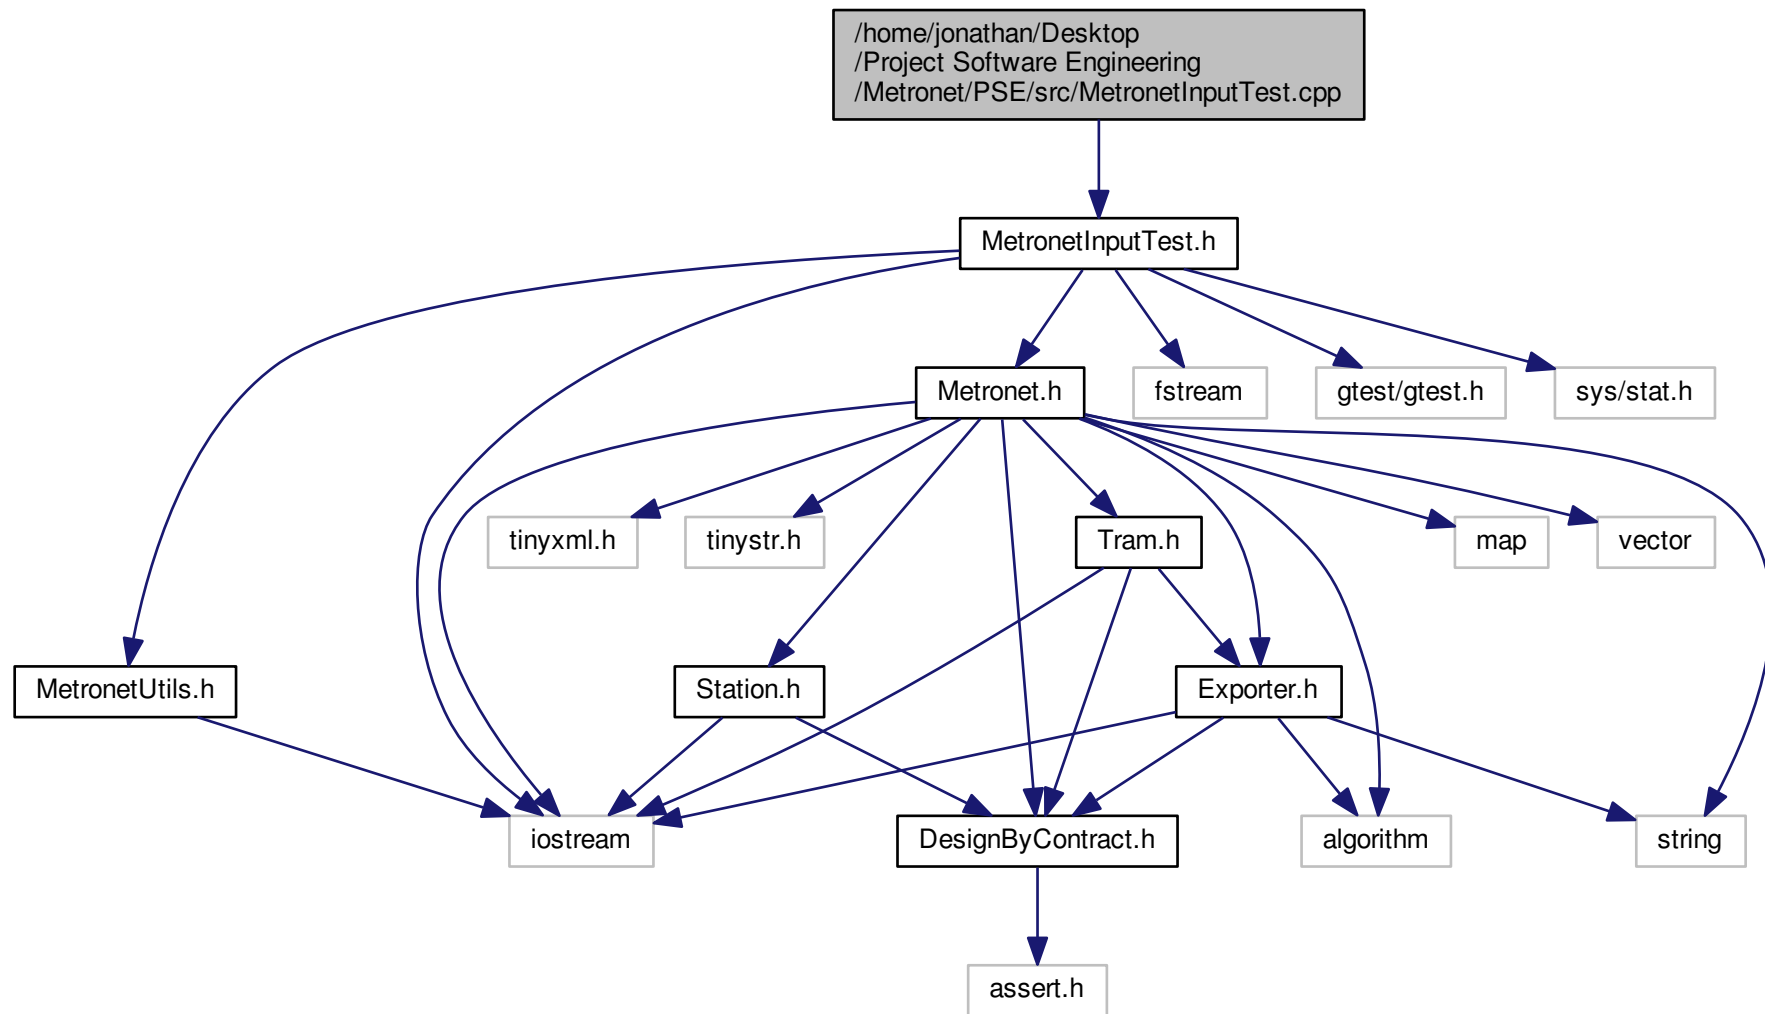 /home/jonathan/Desktop
/Project Software Engineering
/Metronet/PSE/src/MetronetInputTest.cpp
MetronetInputTest.h
Metronet.h
fstream
gtest/gtest.h
sys/stat.h
tinyxml.h
tinystr.h
Tram.h
map
vector
MetronetUtils.h
Station.h
Exporter.h
iostream
DesignByContract.h
algorithm
string
assert.h